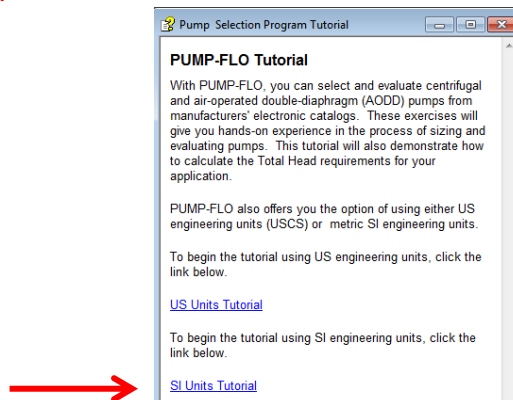 Pump Selection Program Tutorial
PUMP-FLO Tutorial
With PUMP-FLO, you can select and evaluate centrifugal
and air-operated double-diaphragm (AODD) pumps from
manufacturers' electronic catalogs. These exercises will
give you hands-on experience in the process of sizing and
evaluating pumps. This tutorial will also demonstrate how
to calculate the Total Head requirements for your
application.
PUMP-FLO also offers you the option of using either US
engineering units (USCS) or metric SI engineering units.
To begin the tutorial using US engineering units, click the
link below.
US Units Tutorial
To begin the tutorial using SI engineering units, click the
link below.
SI Units Tutorial